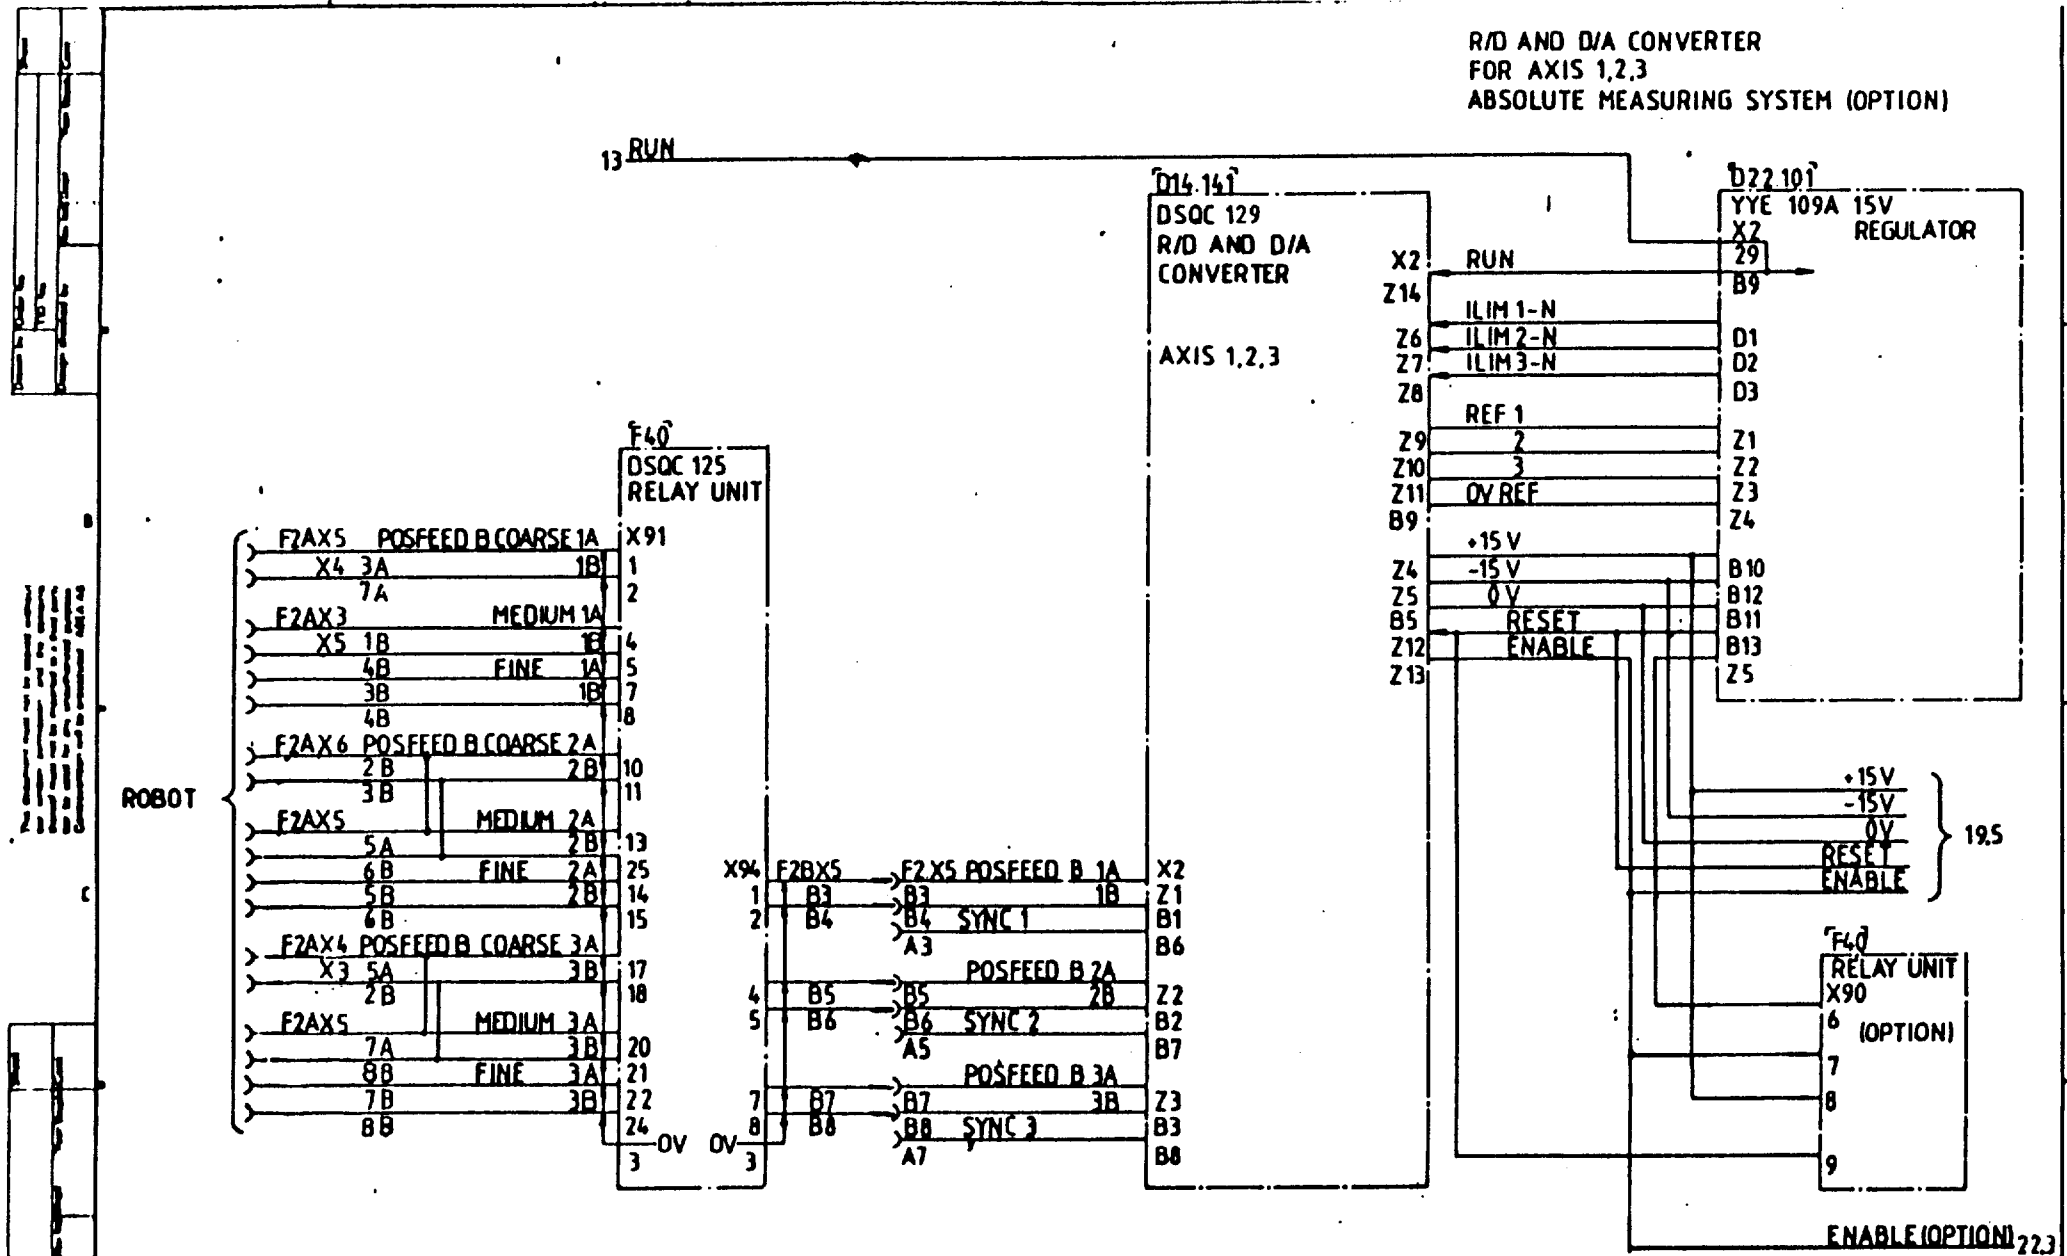 R/D AND D/A CONVERTER
FOR AXIS 1,2,3
ABSOLUTE MEASURING SYSTEM (OPTION)
13 RUN
D14.141
DSQC 129
R/D AND D/A
CONVERTER
AXIS 1,2,3
D22.101
YYE 109A 15V
REGULATOR
X2
29
B9
X2 RUN
Z14
ILIM 1-N
Z6 ILIM 2-N D1
Z7 ILIM 3-N D2
Z8 D3
REF 1
Z9 2 Z1
Z10 3 Z2
Z11 0V REF Z3
B9 Z4
+15 V
Z4 -15 V B10
Z5 0 V B12
B5 RESET B11
Z12 ENABLE B13
Z13 Z5
F40
DSQC 125
RELAY UNIT
F2AX5 POSFEED B COARSE 1A X91
X4 3A 1B 1
7A 2
F2AX3 MEDIUM 1A
X5 1B 1B 4
4B FINE 1A 5
3B 1B 7
4B 8
F2AX6 POSFEED B COARSE 2A
2B 2B 10
3B 11
ROBOT
F2AX5 MEDIUM 2A
5A 2B 13
6B FINE 2A 25
5B 2B 14
6B 15
F2AX4 POSFEED B COARSE 3A
X3 5A 3B 17
2B 18
F2AX5 MEDIUM 3A
7A 3B 20
8B FINE 3A 21
7B 3B 22
8B 24
3 0V 0V 3
X94 F2BX5 F2.X5 POSFEED B 1A X2
1 B3 B3 1B Z1
2 B4 B4 SYNC 1 B1
A3 B6
POSFEED B 2A
4 B5 B5 2B Z2
5 B6 B6 SYNC 2 B2
A5 B7
POSFEED B 3A
7 B7 B7 3B Z3
8 B8 B8 SYNC 3 B3
A7 B8
+15V
-15V
0V
RESET
ENABLE
19,5
F40
RELAY UNIT
X90
6
(OPTION)
7
8
9
ENABLE (OPTION) 22,3
B
C